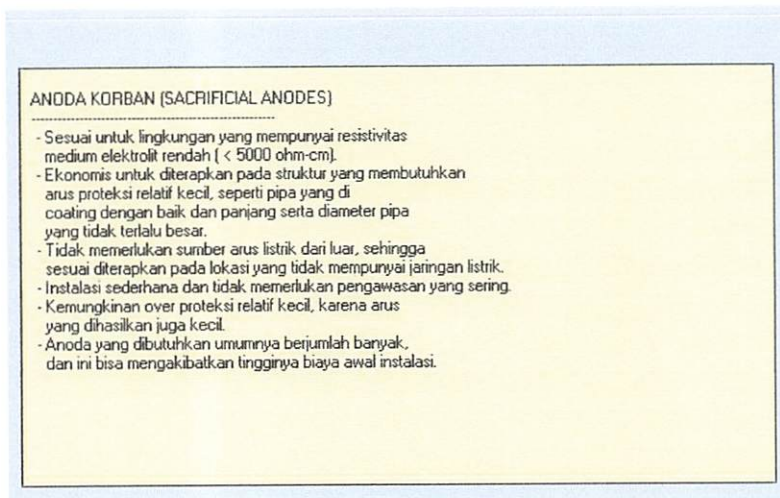 ANODA KORBAN (SACRIFICIAL ANODES)
- Sesuai untuk lingkungan yang mempunyai resistivitas
medium elektrolit rendah ( < 5000 ohm-cm).
- Ekonomis untuk diterapkan pada struktur yang membutuhkan
arus proteksi relatif kecil, seperti pipa yang di
coating dengan baik dan panjang serta diameter pipa
yang tidak terlalu besar.
- Tidak memerlukan sumber arus listrik dari luar, sehingga
sesuai diterapkan pada lokasi yang tidak mempunyai jaringan listrik.
- Instalasi sederhana dan tidak memerlukan pengawasan yang sering.
- Kemungkinan over proteksi relatif kecil, karena arus
yang dihasilkan juga kecil.
- Anoda yang dibutuhkan umumnya berjumlah banyak,
dan ini bisa mengakibatkan tingginya biaya awal instalasi.